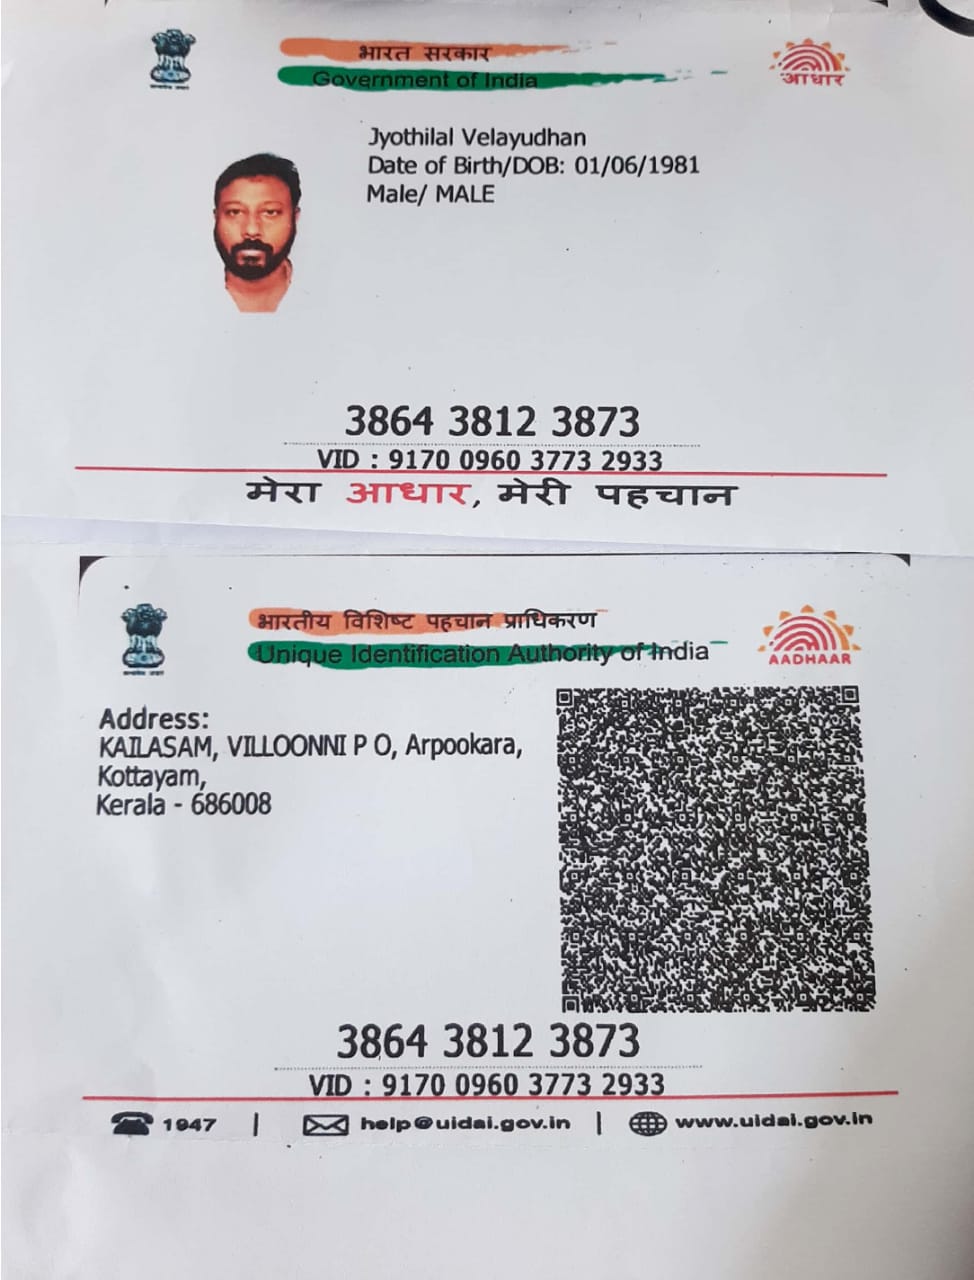 भारत सरकार
Government of India
आधार
Jyothilal Velayudhan
Date of Birth/DOB: 01/06/1981
Male/ MALE
3864 3812 3873
VID : 9170 0960 3773 2933
मेरा आधार, मेरी पहचान
भारतीय विशिष्ट पहचान प्राधिकरण
Unique Identification Authority of India
AADHAAR
Address:
KAILASAM, VILLOONNI P O, Arpookara,
Kottayam,
Kerala - 686008
3864 3812 3873
VID : 9170 0960 3773 2933
1947 | help@uidai.gov.in | www.uidai.gov.in